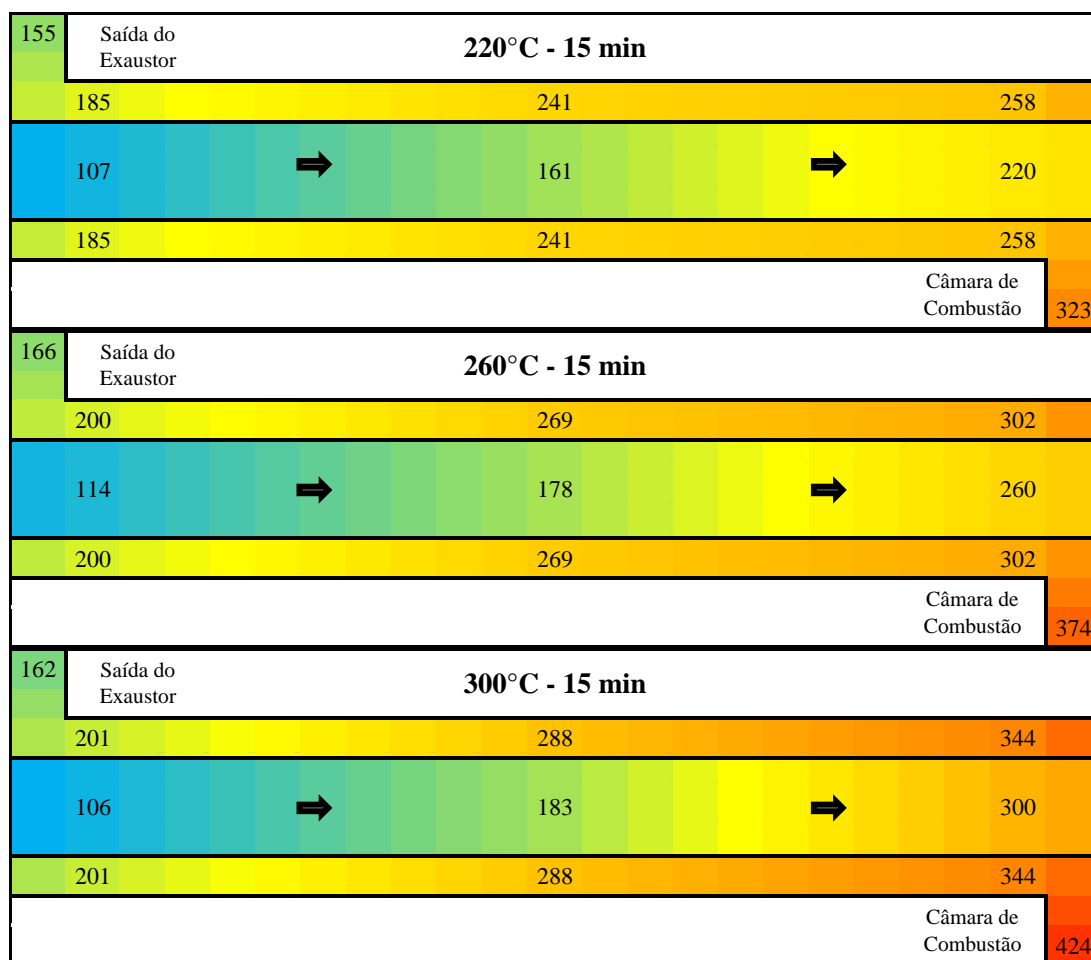 155 Saída do
Exaustor
220°C - 15 min
185 241 258
107 161 220
185 241 258
Câmara de
Combustão 323
166 Saída do
Exaustor
260°C - 15 min
200 269 302
114 178 260
200 269 302
Câmara de
Combustão 374
162 Saída do
Exaustor
300°C - 15 min
201 288 344
106 183 300
201 288 344
Câmara de
Combustão 424